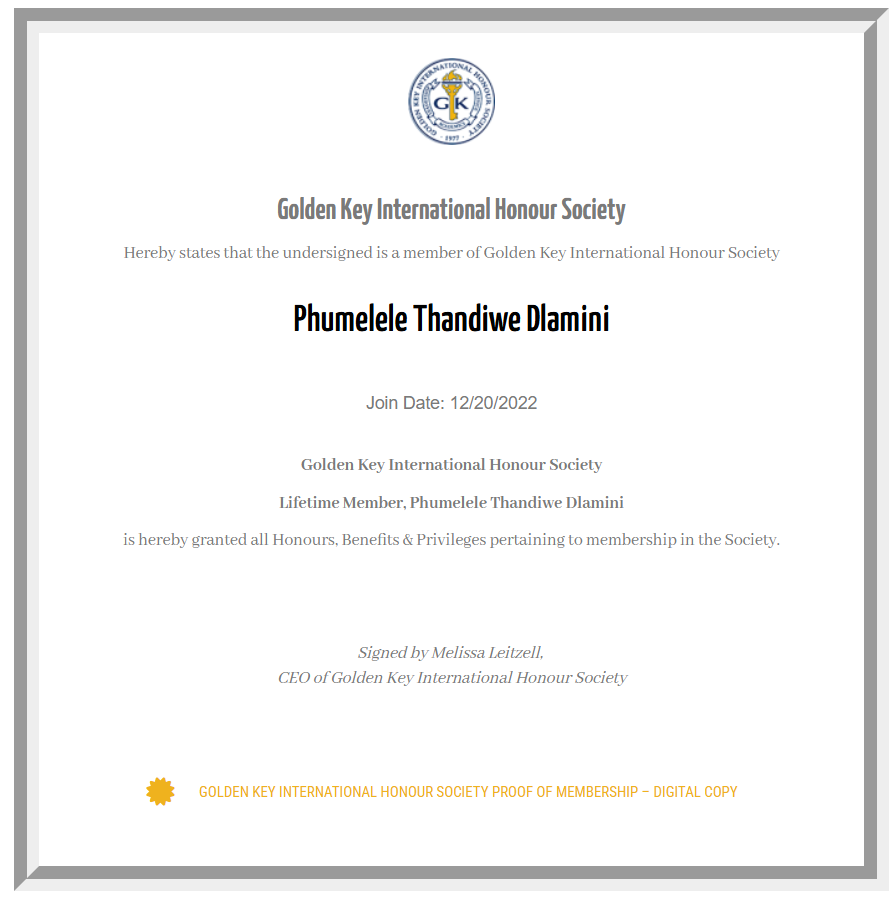 GOLDEN KEY INTERNATIONAL HONOUR SOCIETY
GK
1977
Golden Key International Honour Society
Hereby states that the undersigned is a member of Golden Key International Honour Society
Phumelele Thandiwe Dlamini
Join Date: 12/20/2022
Golden Key International Honour Society
Lifetime Member, Phumelele Thandiwe Dlamini
is hereby granted all Honours, Benefits & Privileges pertaining to membership in the Society.
Signed by Melissa Leitzell,
CEO of Golden Key International Honour Society
GOLDEN KEY INTERNATIONAL HONOUR SOCIETY PROOF OF MEMBERSHIP – DIGITAL COPY